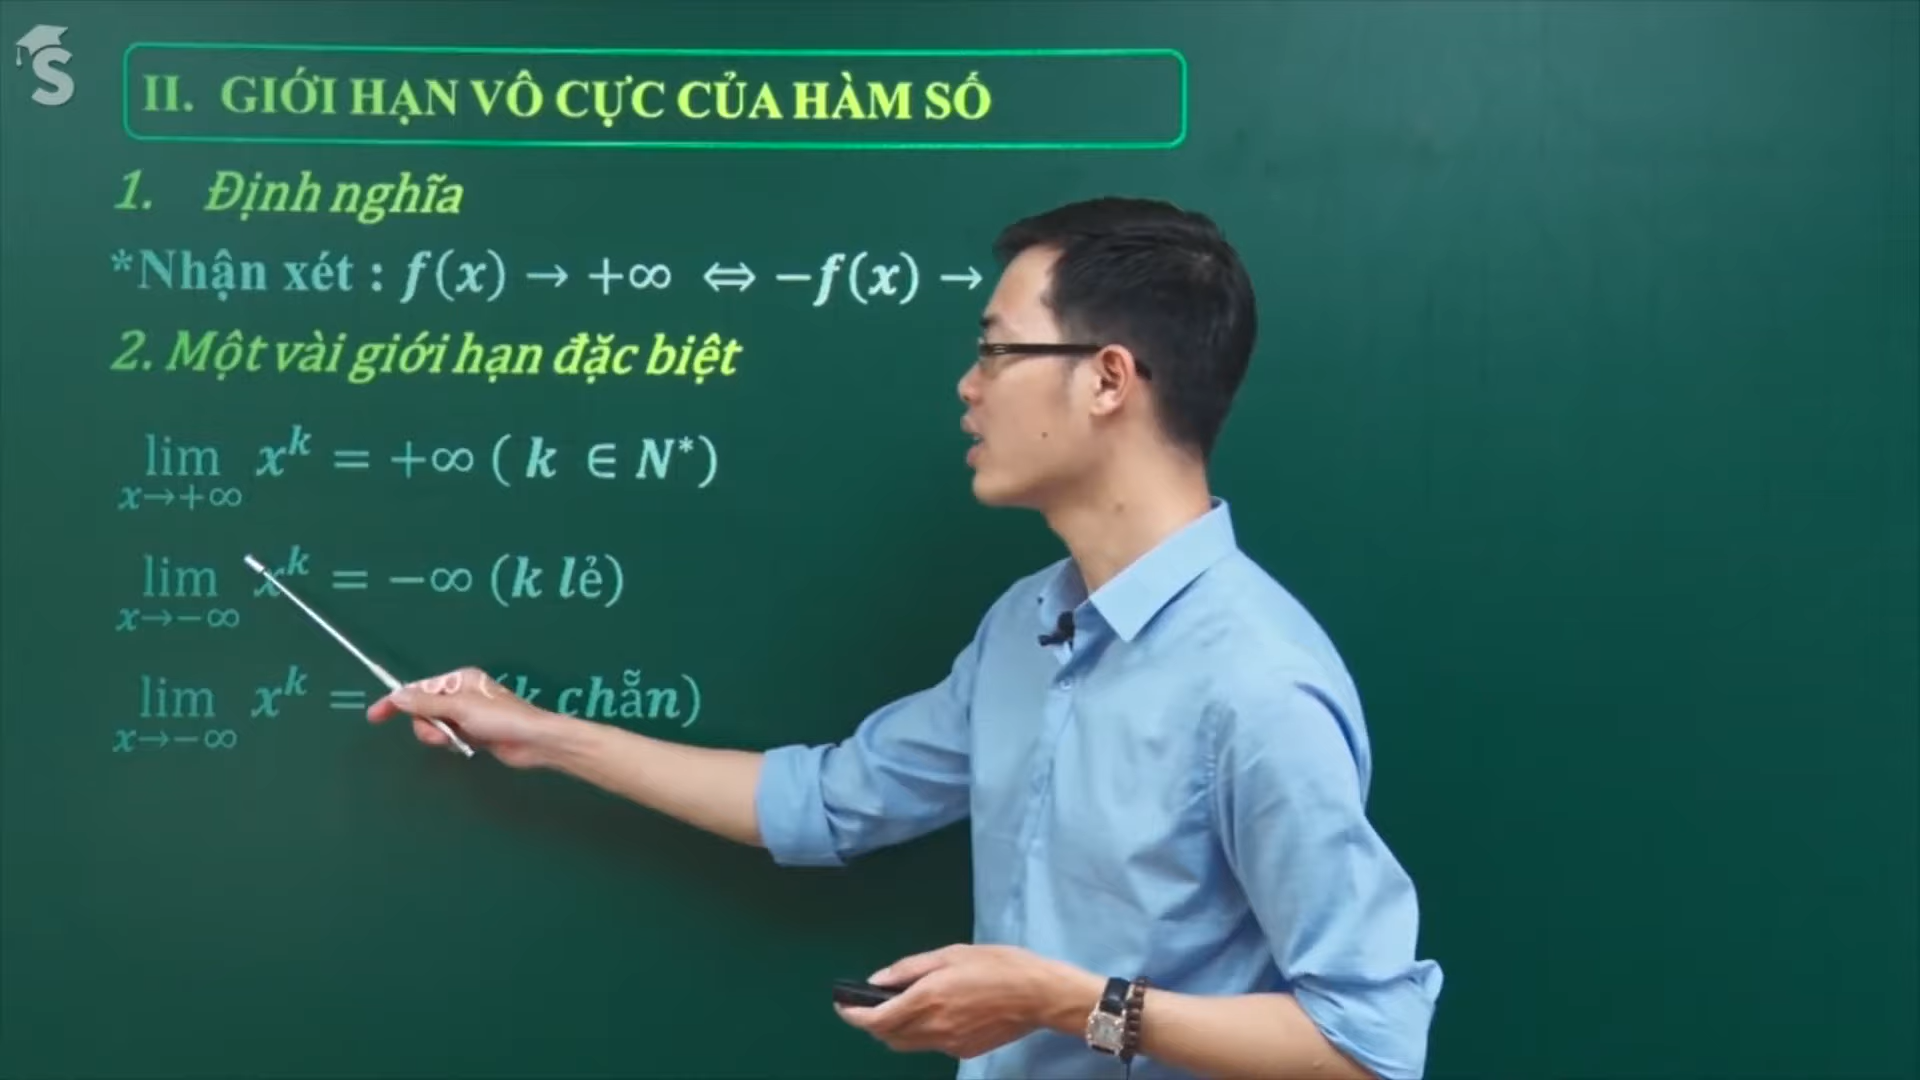 S
II. GIỚI HẠN VÔ CỰC CỦA HÀM SỐ
1. Định nghĩa
*Nhận xét : f(x) → +∞ ⇔ −f(x) →
2. Một vài giới hạn đặc biệt
lim x→+∞ x^k = +∞ ( k ∈ N*)
lim x→−∞ x^k = −∞ (k lẻ)
lim x→−∞ x^k = ∞ (k chẵn)